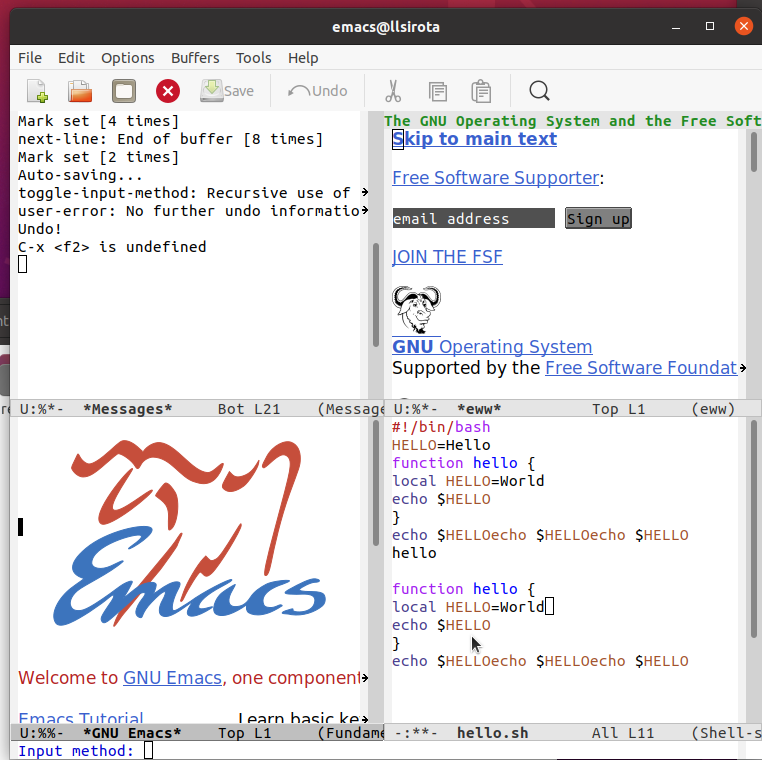 emacs@llsirota
File Edit Options Buffers Tools Help
Save Undo
Mark set [4 times]
next-line: End of buffer [8 times]
Mark set [2 times]
Auto-saving...
toggle-input-method: Recursive use of
user-error: No further undo informatio
Undo!
C-x <f2> is undefined
U:%*- *Messages* Bot L21 (Message
The GNU Operating System and the Free Soft
Skip to main text
Free Software Supporter:
email address Sign up
JOIN THE FSF
GNU Operating System
Supported by the Free Software Foundat
U:%*- *eww* Top L1 (eww)
Emacs
Welcome to GNU Emacs, one component
Emacs Tutorial Learn basic ke
U:%%- *GNU Emacs* Top L1 (Fundame
#!/bin/bash
HELLO=Hello
function hello {
local HELLO=World
echo $HELLO
}
echo $HELLOecho $HELLOecho $HELLO
hello
function hello {
local HELLO=World
echo $HELLO
}
echo $HELLOecho $HELLOecho $HELLO
-:**- hello.sh All L11 (Shell-s
Input method: